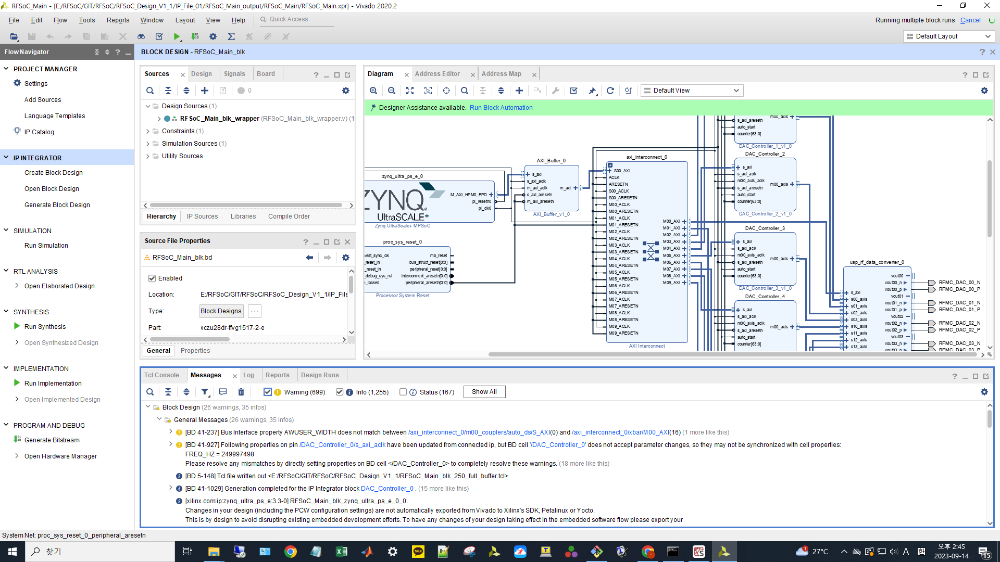 RFSoC_Main - [E:/RFSoC/GIT/RFSoC/RFSoC_Design_V1_1/IP_File_01/RFSoC_Main_output/RFSoC_Main/RFSoC_Main.xpr] - Vivado 2020.2
File Edit Flow Tools Reports Window Layout View Help Quick Access
Running multiple block runs Cancel
Default Layout
Flow Navigator
BLOCK DESIGN - RFSoC_Main_blk
PROJECT MANAGER
Settings
Add Sources
Language Templates
IP Catalog
IP INTEGRATOR
Create Block Design
Open Block Design
Generate Block Design
SIMULATION
Run Simulation
RTL ANALYSIS
Open Elaborated Design
SYNTHESIS
Run Synthesis
Open Synthesized Design
IMPLEMENTATION
Run Implementation
Open Implemented Design
PROGRAM AND DEBUG
Generate Bitstream
Open Hardware Manager
Sources Design Signals Board
0
Design Sources (1)
RFSoC_Main_blk_wrapper (RFSoC_Main_blk_wrapper.v) (1
Constraints (1)
Simulation Sources (1)
Utility Sources
Hierarchy IP Sources Libraries Compile Order
Source File Properties
RFSoC_Main_blk.bd
Enabled
Location: E:/RFSoC/GIT/RFSoC/RFSoC_Design_V1_1/IP_File
Type: Block Designs
Part: xczu28dr-ffvg1517-2-e
General Properties
Diagram Address Editor Address Map
Default View
Designer Assistance available. Run Block Automation
zynq_ultra_ps_e_0
ZYNQ
UltraSCALE+
M_AXI_HPM0_FPD
pl_resetn0
pl_clk0
Zynq UltraScale+ MPSoC
proc_sys_reset_0
west_sync_clk
_reset_in
_reset_in
_debug_sys_rst
_locked
mb_reset
bus_struct_reset[0:0]
peripheral_reset[0:0]
interconnect_aresetn[0:0]
peripheral_aresetn[0:0]
Processor System Reset
AXI_Buffer_0
s_axi
s_axi_aclk
m_axi_aclk
s_axi_aresetn
m_axi_aresetn
m_axi
AXI_Buffer_v1_0
axi_interconnect_0
S00_AXI
ACLK
ARESETN
S00_ACLK
S00_ARESETN
M00_ACLK
M00_ARESETN
M01_ACLK
M01_ARESETN
M02_ACLK
M02_ARESETN
M03_ACLK
M03_ARESETN
M04_ACLK
M04_ARESETN
M05_ACLK
M05_ARESETN
M06_ACLK
M06_ARESETN
M07_ACLK
M07_ARESETN
M08_ACLK
M08_ARESETN
M09_ACLK
M09_ARESETN
M00_AXI
M01_AXI
M02_AXI
M03_AXI
M04_AXI
M05_AXI
M06_AXI
M07_AXI
M08_AXI
M09_AXI
AXI Interconnect
s_axi_aresetn
auto_start
counter[63:0]
m00_axis
DAC_Controller_1_v1_0
DAC_Controller_2
s_axi
s_axi_aclk
m00_axis_aclk
s_axi_aresetn
auto_start
counter[63:0]
m00_axis
DAC_Controller_2_v1_0
DAC_Controller_3
s_axi
s_axi_aclk
m00_axis_aclk
s_axi_aresetn
auto_start
counter[63:0]
m00_axis
DAC_Controller_3_v1_0
DAC_Controller_4
s_axi
s_axi_aclk
m00_axis_aclk
s_axi_aresetn
auto_start
counter[63:0]
m00_axis
usp_rf_data_converter_0
s_axi
s00_axis
s01_axis
s02_axis
s03_axis
s10_axis
s11_axis
s12_axis
s13_axis
vout00
vout00_n
vout00_p
vout01
vout01_n
vout01_p
vout02
vout02_n
vout02_p
vout03
vout03_n
vout03_p
RFMC_DAC_00_N
RFMC_DAC_00_P
RFMC_DAC_01_N
RFMC_DAC_01_P
RFMC_DAC_02_N
RFMC_DAC_02_P
RFMC_DAC_03_N
RFMC_DAC_03_P
Tcl Console Messages Log Reports Design Runs
Warning (699) Info (1,255) Status (167) Show All
Block Design (26 warnings, 35 infos)
General Messages (26 warnings, 35 infos)
[BD 41-237] Bus Interface property AWUSER_WIDTH does not match between /axi_interconnect_0/m00_couplers/auto_ds/S_AXI(0) and /axi_interconnect_0/xbar/M00_AXI(16) (1 more like this)
[BD 41-927] Following properties on pin /DAC_Controller_0/s_axi_aclk have been updated from connected ip, but BD cell '/DAC_Controller_0' does not accept parameter changes, so they may not be synchronized with cell properties:
FREQ_HZ = 249997498
Please resolve any mismatches by directly setting properties on BD cell </DAC_Controller_0> to completely resolve these warnings. (18 more like this)
[BD 5-148] Tcl file written out <E:/RFSoC/GIT/RFSoC/RFSoC_Design_V1_1/RFSoC_Main_blk_250_full_buffer.tcl>.
[BD 41-1029] Generation completed for the IP Integrator block DAC_Controller_0 . (15 more like this)
[xilinx.com:ip:zynq_ultra_ps_e:3.3-0] RFSoC_Main_blk_zynq_ultra_ps_e_0_0:
Changes in your design (including the PCW configuration settings) are not automatically exported from Vivado to Xilinx's SDK, Petalinux or Yocto.
This is by design to avoid disrupting existing embedded development efforts. To have any changes of your design taking effect in the embedded software flow please export your
System Net: proc_sys_reset_0_peripheral_aresetn
찾기
TALK
27°C
A
한
오후 2:45
2023-09-14
15